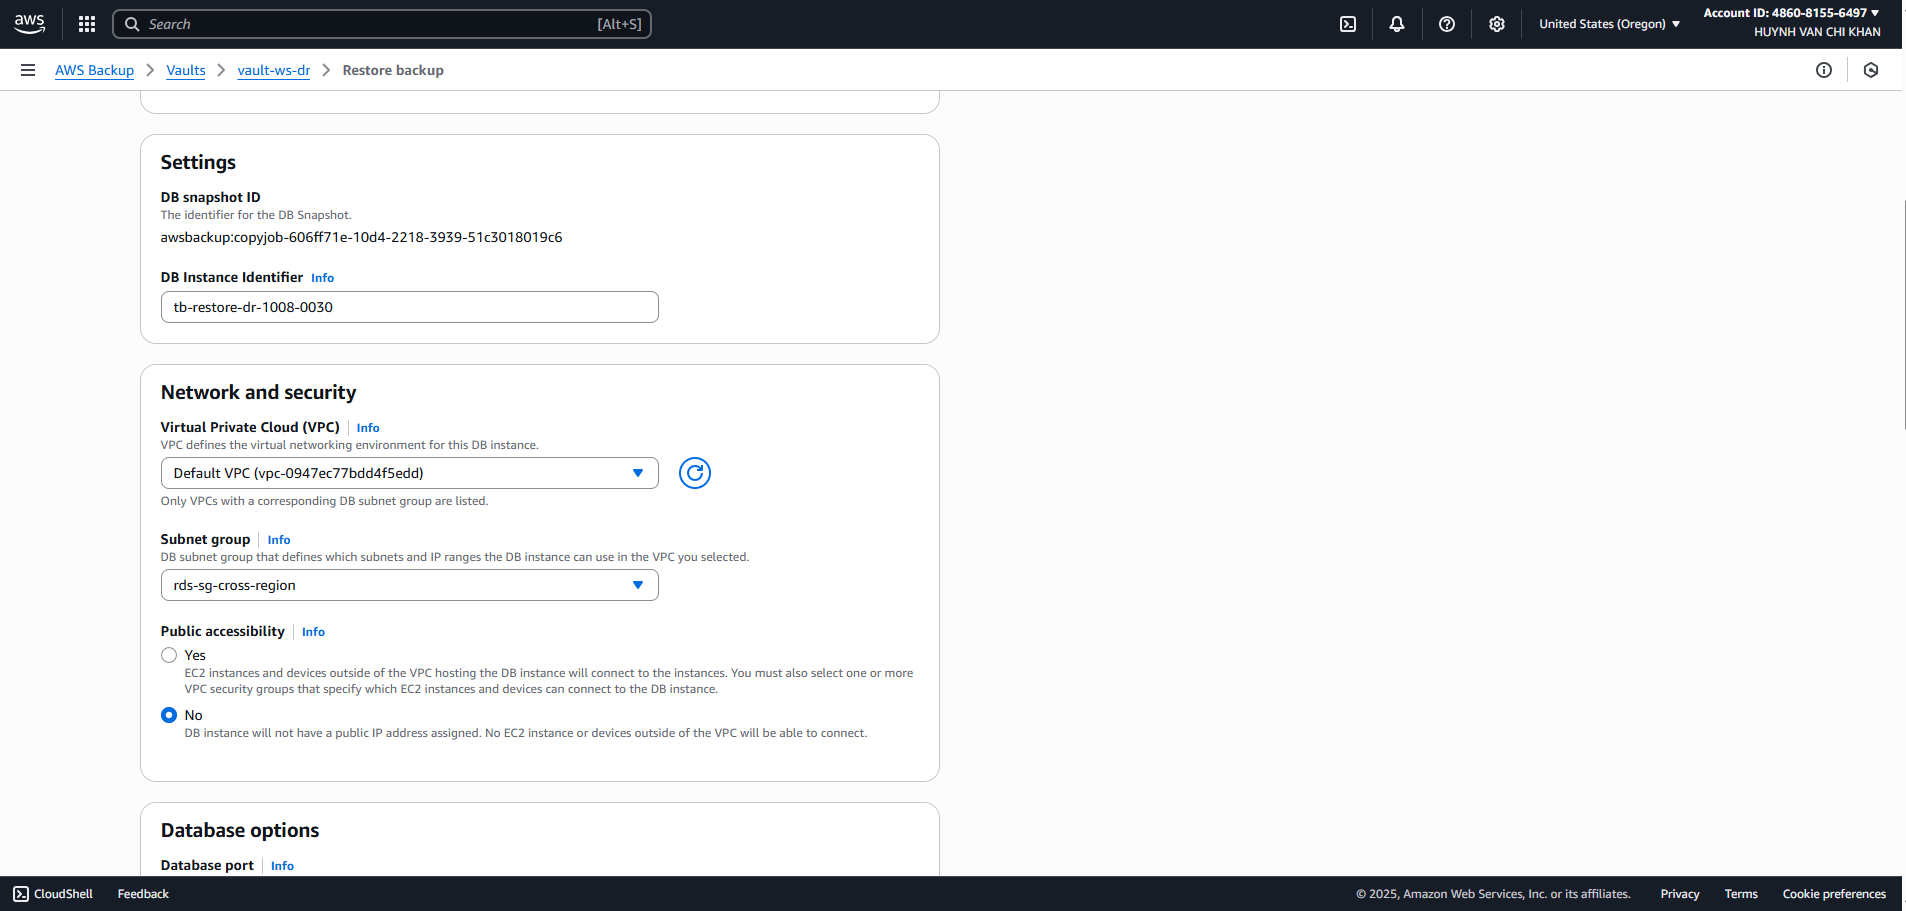 aws
Search
[Alt+S]
United States (Oregon)
Account ID: 4860-8155-6497
HUYNH VAN CHI KHAN
AWS Backup
Vaults
vault-ws-dr
Restore backup
Settings
DB snapshot ID
The identifier for the DB Snapshot.
awsbackup:copyjob-606ff71e-10d4-2218-3939-51c3018019c6
DB Instance Identifier Info
tb-restore-dr-1008-0030
Network and security
Virtual Private Cloud (VPC) Info
VPC defines the virtual networking environment for this DB instance.
Default VPC (vpc-0947ec77bdd4f5edd)
Only VPCs with a corresponding DB subnet group are listed.
Subnet group Info
DB subnet group that defines which subnets and IP ranges the DB instance can use in the VPC you selected.
rds-sg-cross-region
Public accessibility Info
Yes
EC2 instances and devices outside of the VPC hosting the DB instance will connect to the instances. You must also select one or more
VPC security groups that specify which EC2 instances and devices can connect to the DB instance.
No
DB instance will not have a public IP address assigned. No EC2 instance or devices outside of the VPC will be able to connect.
Database options
Database port Info
CloudShell
Feedback
© 2025, Amazon Web Services, Inc. or its affiliates.
Privacy
Terms
Cookie preferences